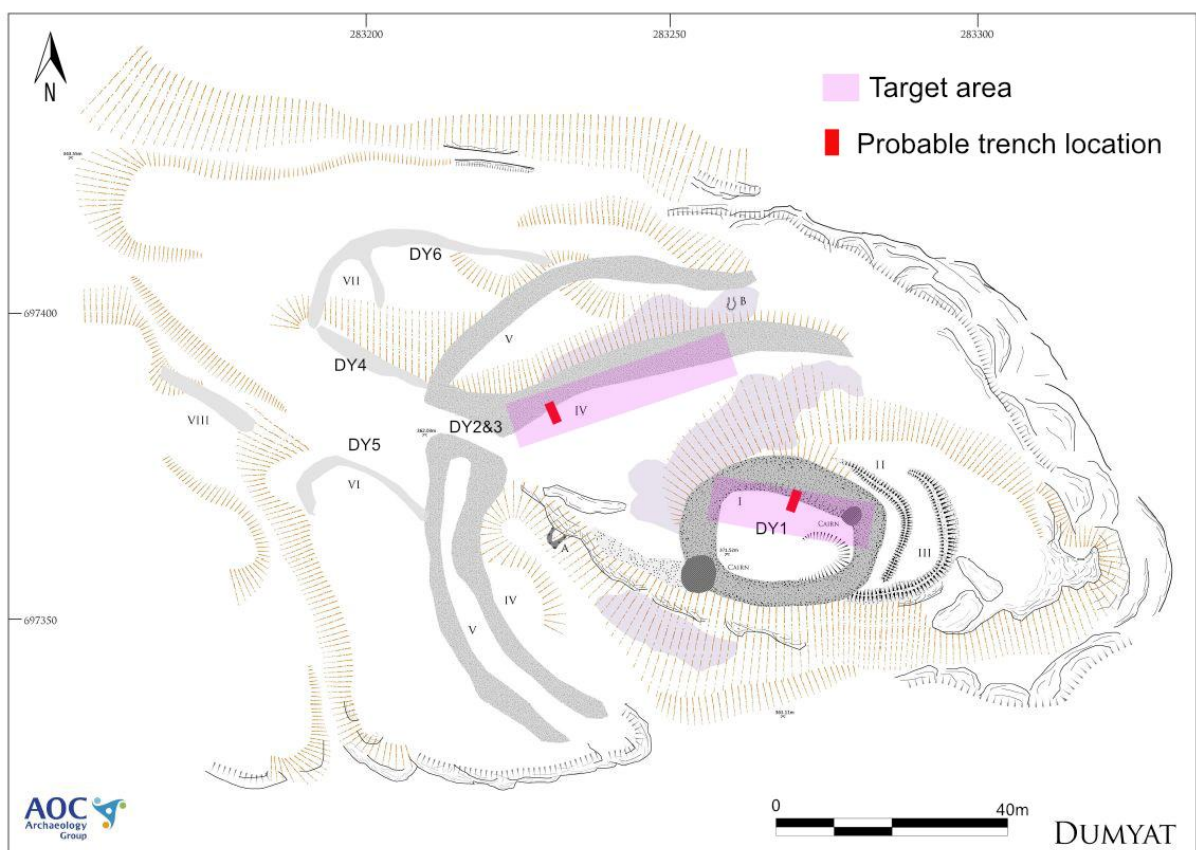 283200
283250
283300
N
Target area
Probable trench location
DY6
VII
B
697400
V
DY4
IV
VIII
DY2&3
DY5
VI
II
I
CAIRN
DY1
III
A
CAIRN
IV
697350
V
0
40m
AOC
Archaeology
Group
DUMYAT